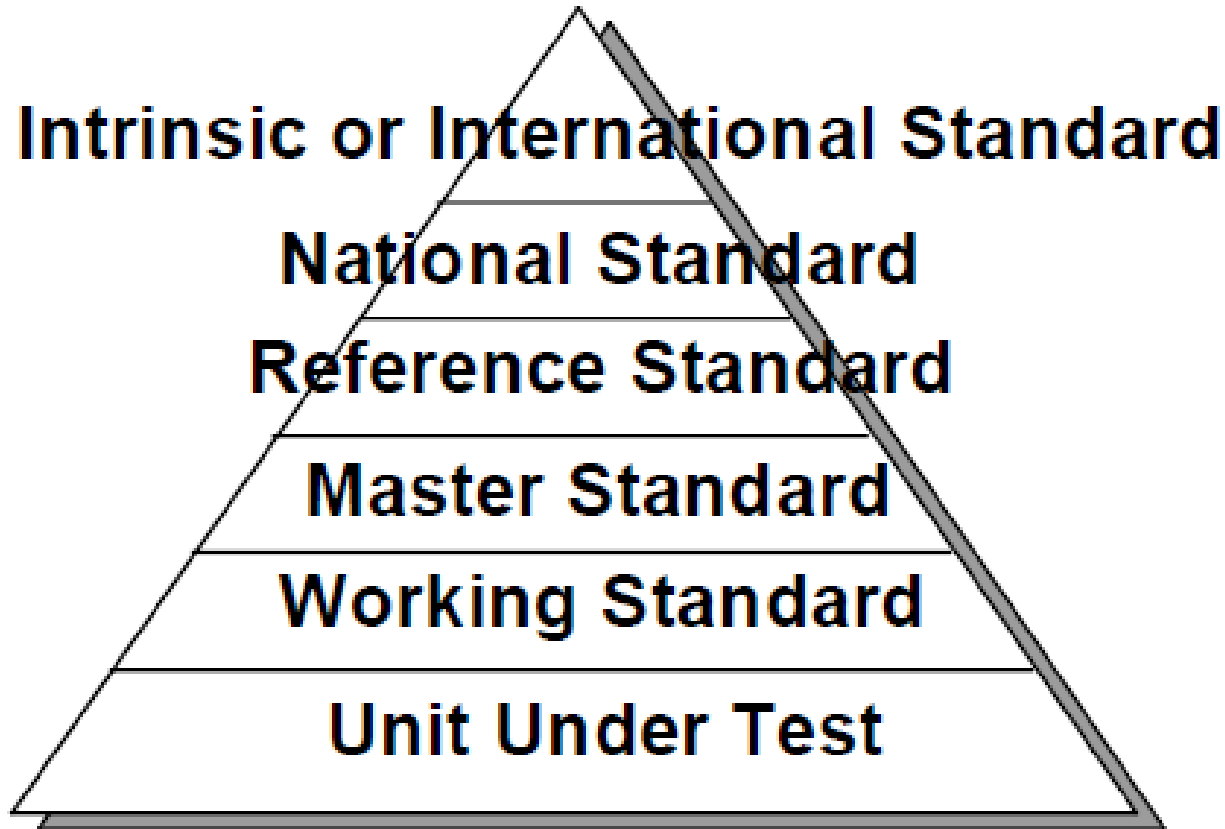 Intrinsic or International Standard
National Standard
Reference Standard
Master Standard
Working Standard
Unit Under Test